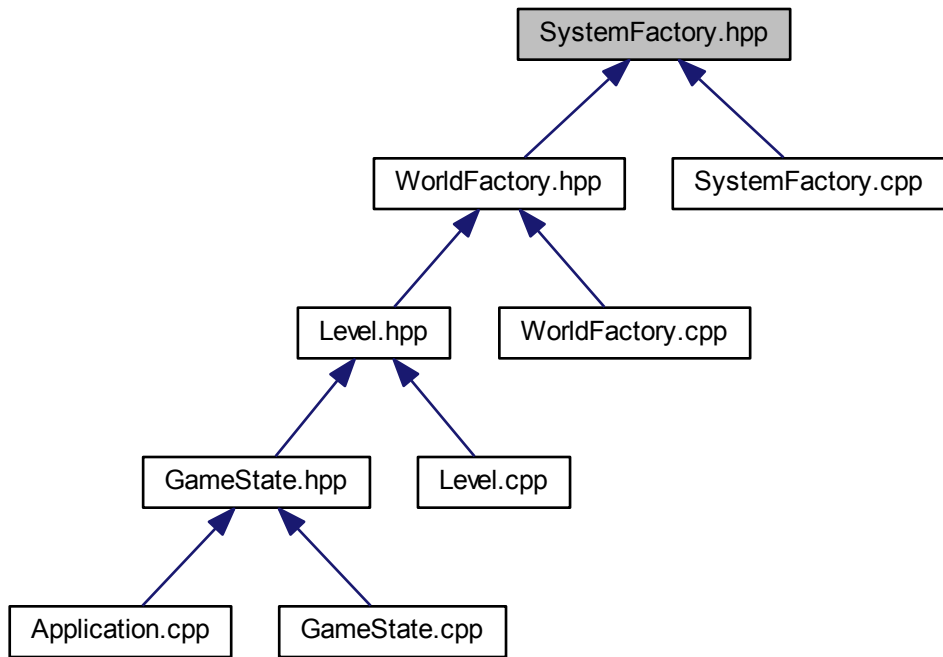 SystemFactory.hpp
WorldFactory.hpp
SystemFactory.cpp
Level.hpp
WorldFactory.cpp
GameState.hpp
Level.cpp
Application.cpp
GameState.cpp